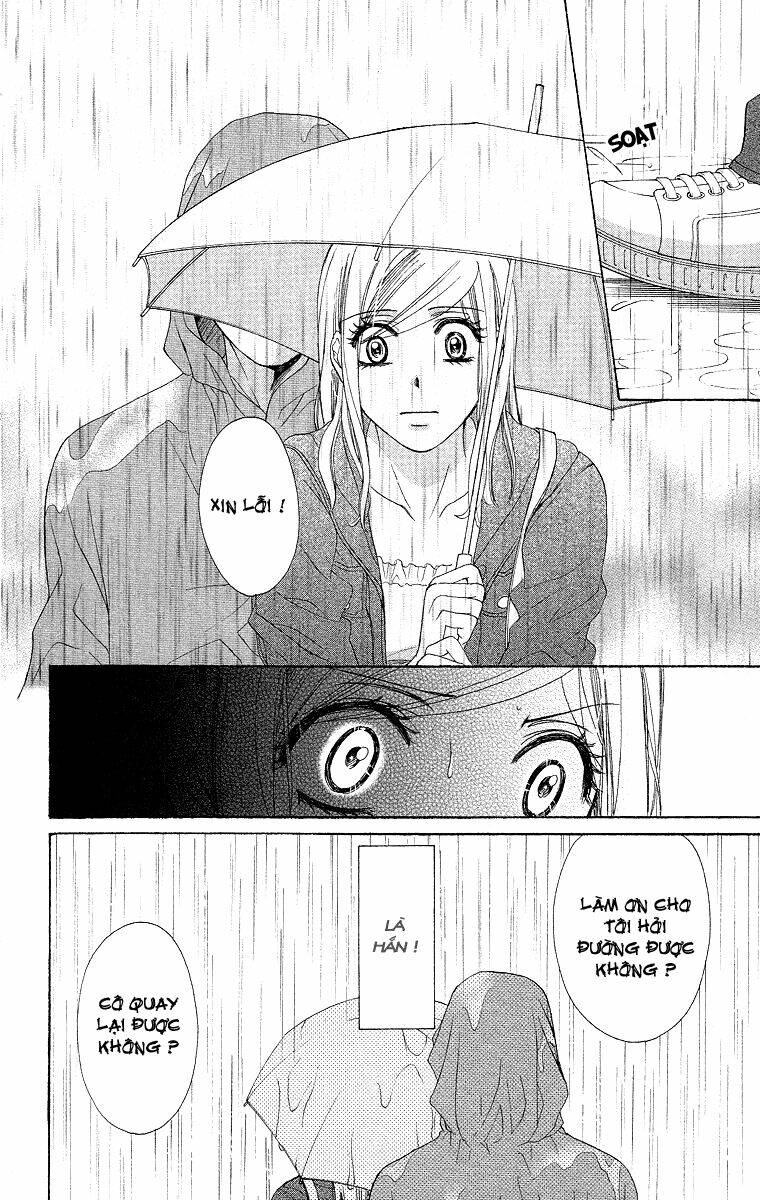 SOẠT
XIN LỖI !
LÀM ƠN CHO
TÔI HỎI
ĐƯỜNG ĐƯỢC
KHÔNG ?
LÀ
HẮN !
CÔ QUAY
LẠI ĐƯỢC
KHÔNG ?